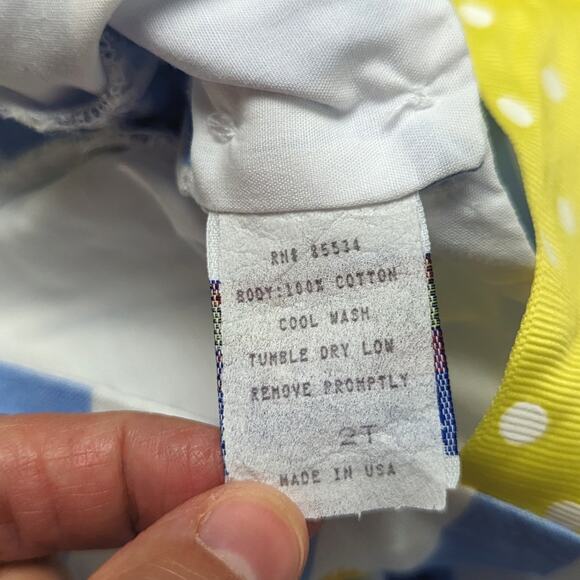 RN# 85534
BODY:100% COTTON
COOL WASH
TUMBLE DRY LOW
REMOVE PROMPTLY
2T
MADE IN USA